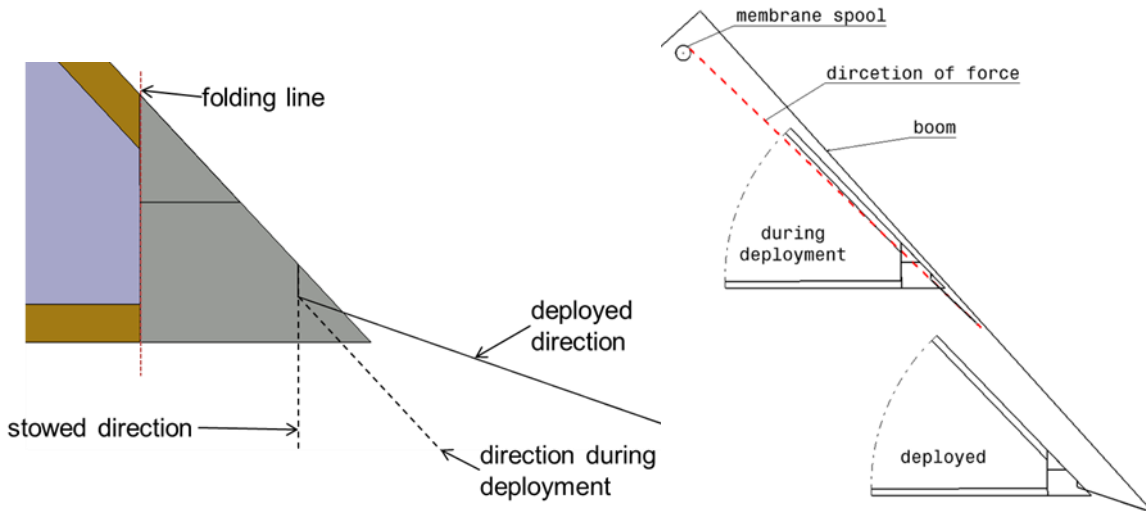 folding line
deployed
direction
stowed direction
direction during
deployment
membrane spool
dircetion of force
boom
during
deployment
deployed